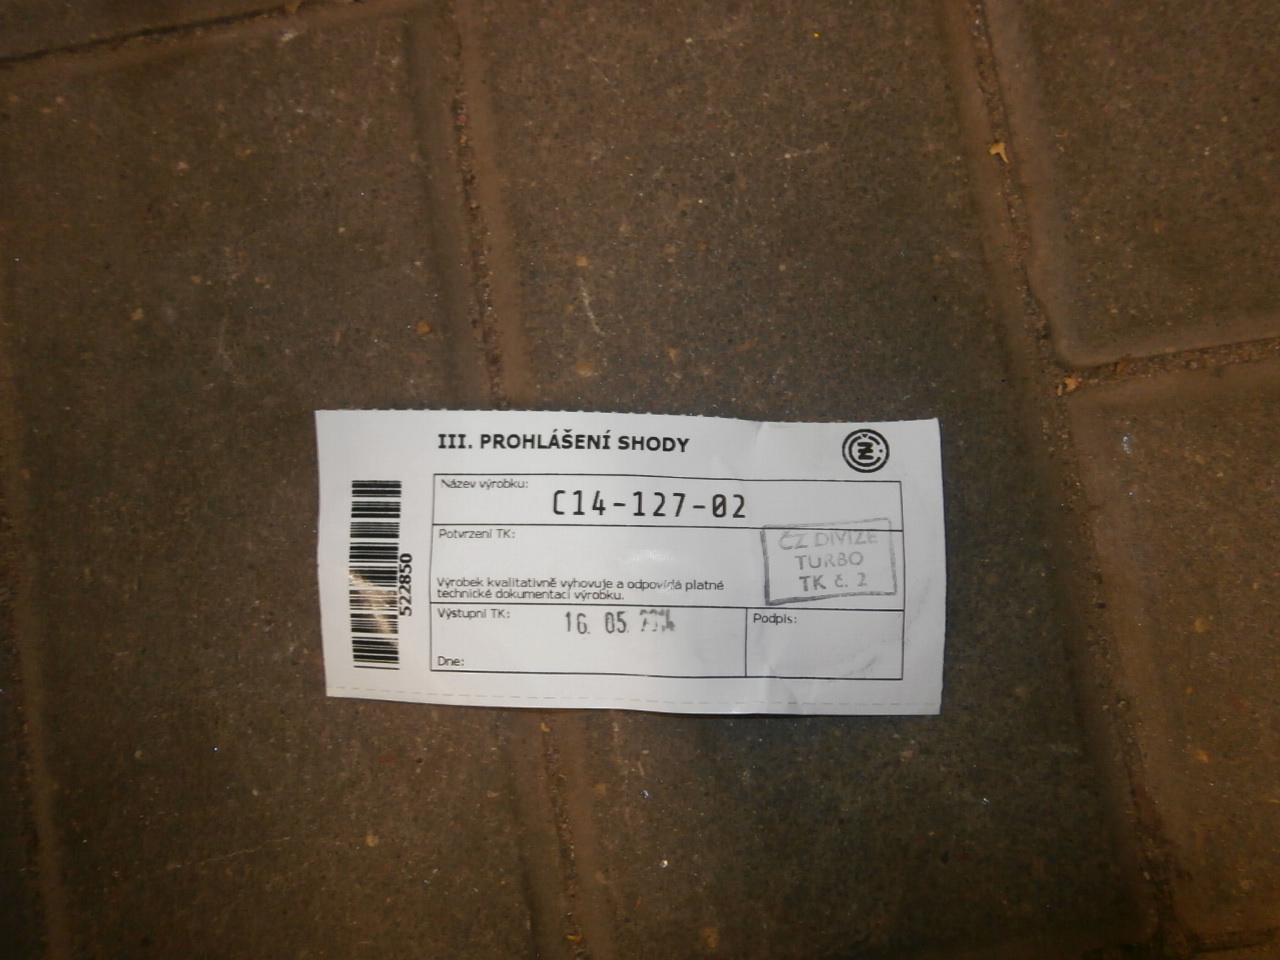 III. PROHLÁŠENÍ SHODY
Název výrobku:
C14-127-02
Potvrzení TK:
ČZ DIVIZE
TURBO
TK č. 2
Výrobek kvalitativně vyhovuje a odpovídá platné
technické dokumentaci výrobku.
Výstupní TK:
16. 05.
Podpis:
Dne:
522850
ČZ